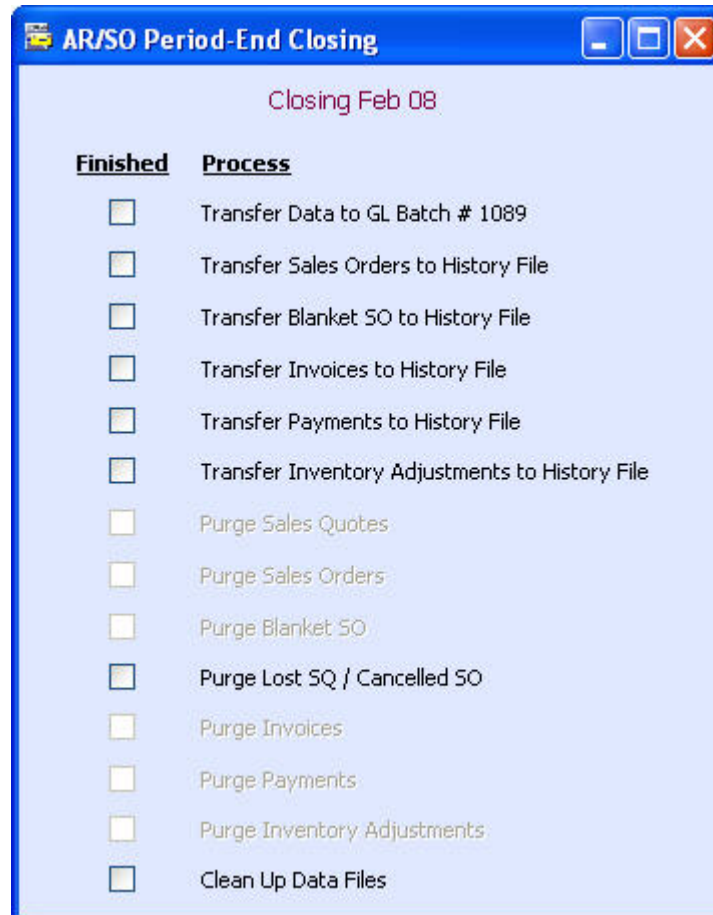 AR/SO Period-End Closing
Closing Feb 08
Finished Process
Transfer Data to GL Batch # 1089
Transfer Sales Orders to History File
Transfer Blanket SO to History File
Transfer Invoices to History File
Transfer Payments to History File
Transfer Inventory Adjustments to History File
Purge Sales Quotes
Purge Sales Orders
Purge Blanket SO
Purge Lost SQ / Cancelled SO
Purge Invoices
Purge Payments
Purge Inventory Adjustments
Clean Up Data Files